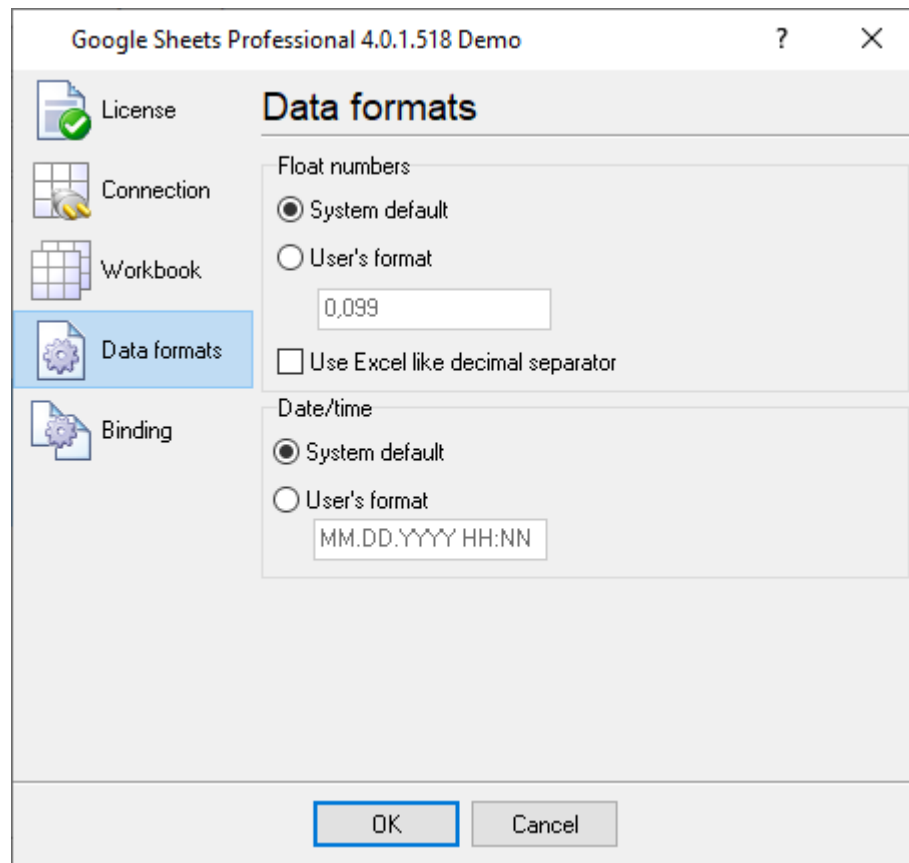 Google Sheets Professional 4.0.1.518 Demo ?
License
Connection
Workbook
Data formats
Binding
Data formats
Float numbers
System default
User's format
0,099
Use Excel like decimal separator
Date/time
System default
User's format
MM.DD.YYYY HH:NN
OK
Cancel